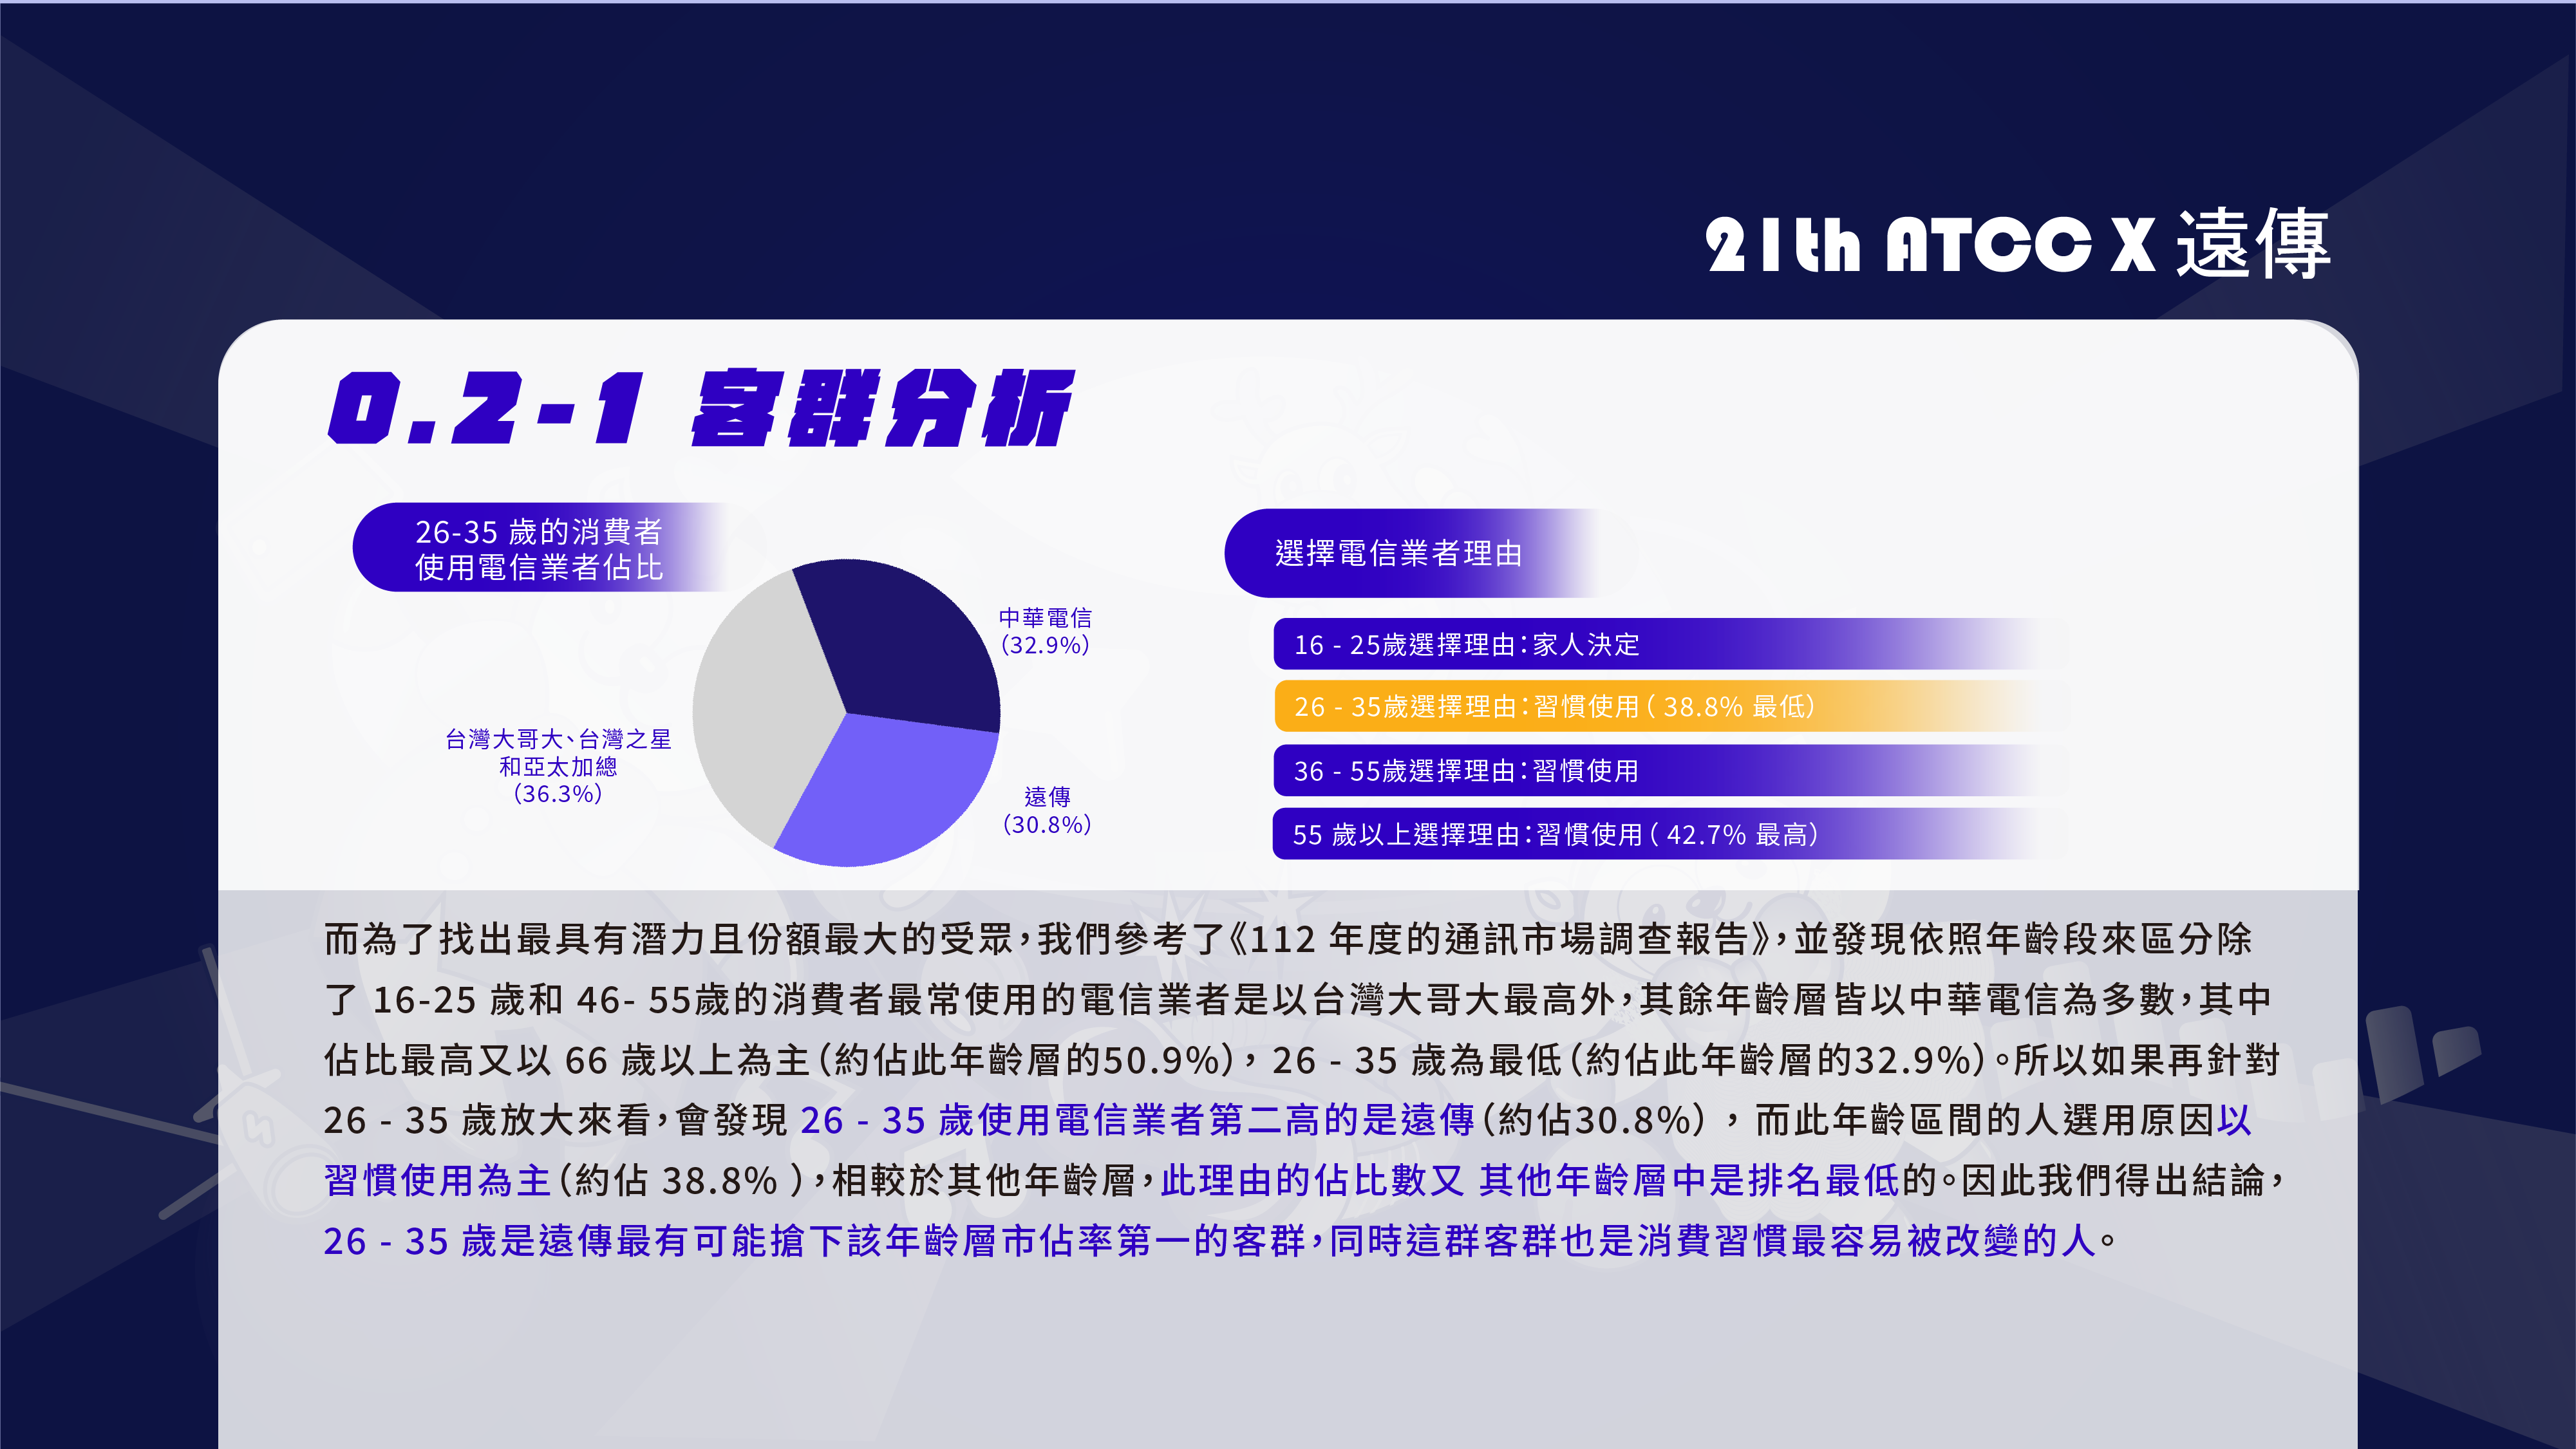 21th ATCC X 遠傳
0.2-1 客群分析
26-35 歲的消費者
使用電信業者佔比
中華電信
(32.9%)
台灣大哥大、台灣之星
和亞太加總
(36.3%)
遠傳
(30.8%)
選擇電信業者理由
16 - 25歲選擇理由：家人決定
26 - 35歲選擇理由：習慣使用（ 38.8% 最低）
36 - 55歲選擇理由：習慣使用
55 歲以上選擇理由：習慣使用（ 42.7% 最高）
而為了找出最具有潛力且份額最大的受眾，我們參考了《112 年度的通訊市場調查報告》，並發現依照年齡段來區分除
了 16-25 歲和 46- 55歲的消費者最常使用的電信業者是以台灣大哥大最高外，其餘年齡層皆以中華電信為多數，其中
佔比最高又以 66 歲以上為主（約佔此年齡層的50.9%），26 - 35 歲為最低（約佔此年齡層的32.9%）。所以如果再針對
26 - 35 歲放大來看，會發現 26 - 35 歲使用電信業者第二高的是遠傳（約佔30.8%），而此年齡區間的人選用原因以
習慣使用為主（約佔 38.8% ），相較於其他年齡層，此理由的佔比數又 其他年齡層中是排名最低的。因此我們得出結論，
26 - 35 歲是遠傳最有可能搶下該年齡層市佔率第一的客群，同時這群客群也是消費習慣最容易被改變的人。